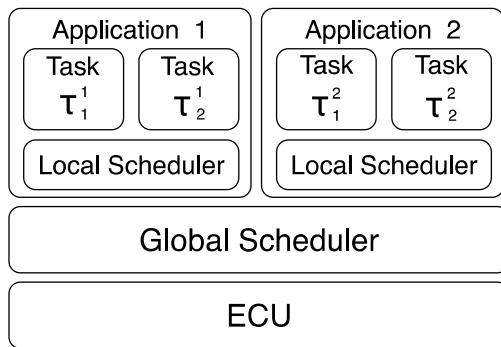 Application 1
Task Task
τ₁¹ τ₂¹
Local Scheduler
Application 2
Task Task
τ₁² τ₂²
Local Scheduler
Global Scheduler
ECU